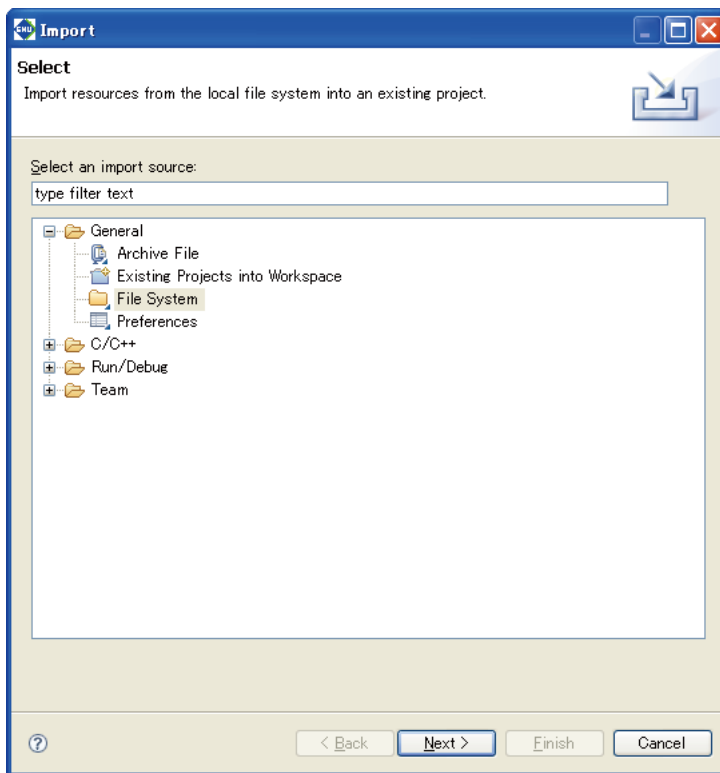 Import
Select
Import resources from the local file system into an existing project.
Select an import source:
type filter text
General
Archive File
Existing Projects into Workspace
File System
Preferences
C/C++
Run/Debug
Team
< Back Next > Finish Cancel